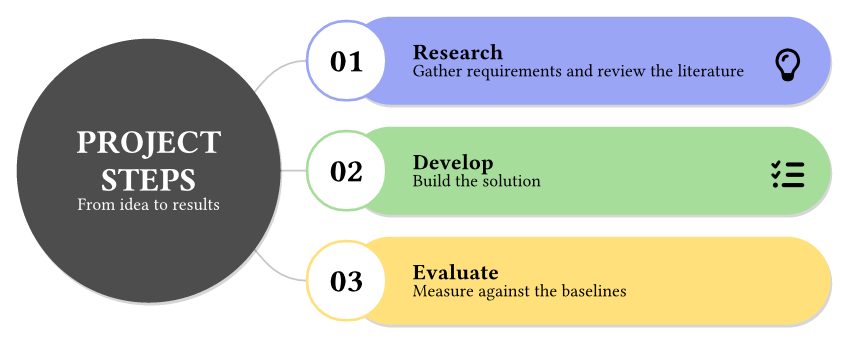 PROJECT
STEPS
From idea to results
01
Research
Gather requirements and review the literature
02
Develop
Build the solution
03
Evaluate
Measure against the baselines